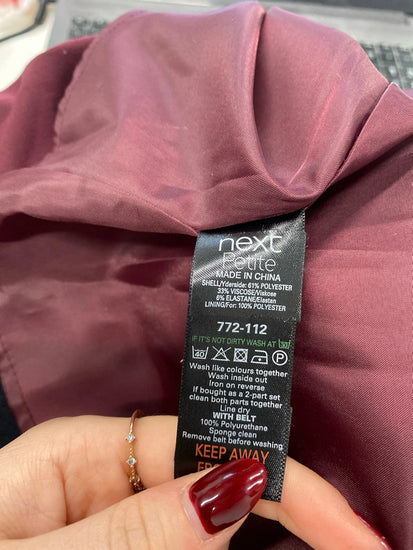 next
Petite
MADE IN CHINA
SHELL/Yderside: 61% POLYESTER
33% VISCOSE/Viskose
6% ELASTANE/Elastan
LINING/For: 100% POLYESTER
772-112
IF IT'S NOT DIRTY WASH AT 30
40 P
Wash like colours together
Wash inside out
Iron on reverse
If bought as a 2-part set
clean both parts together
Line dry
WITH BELT
100% Polyurethane
Sponge clean
Remove belt before washing
KEEP AWAY